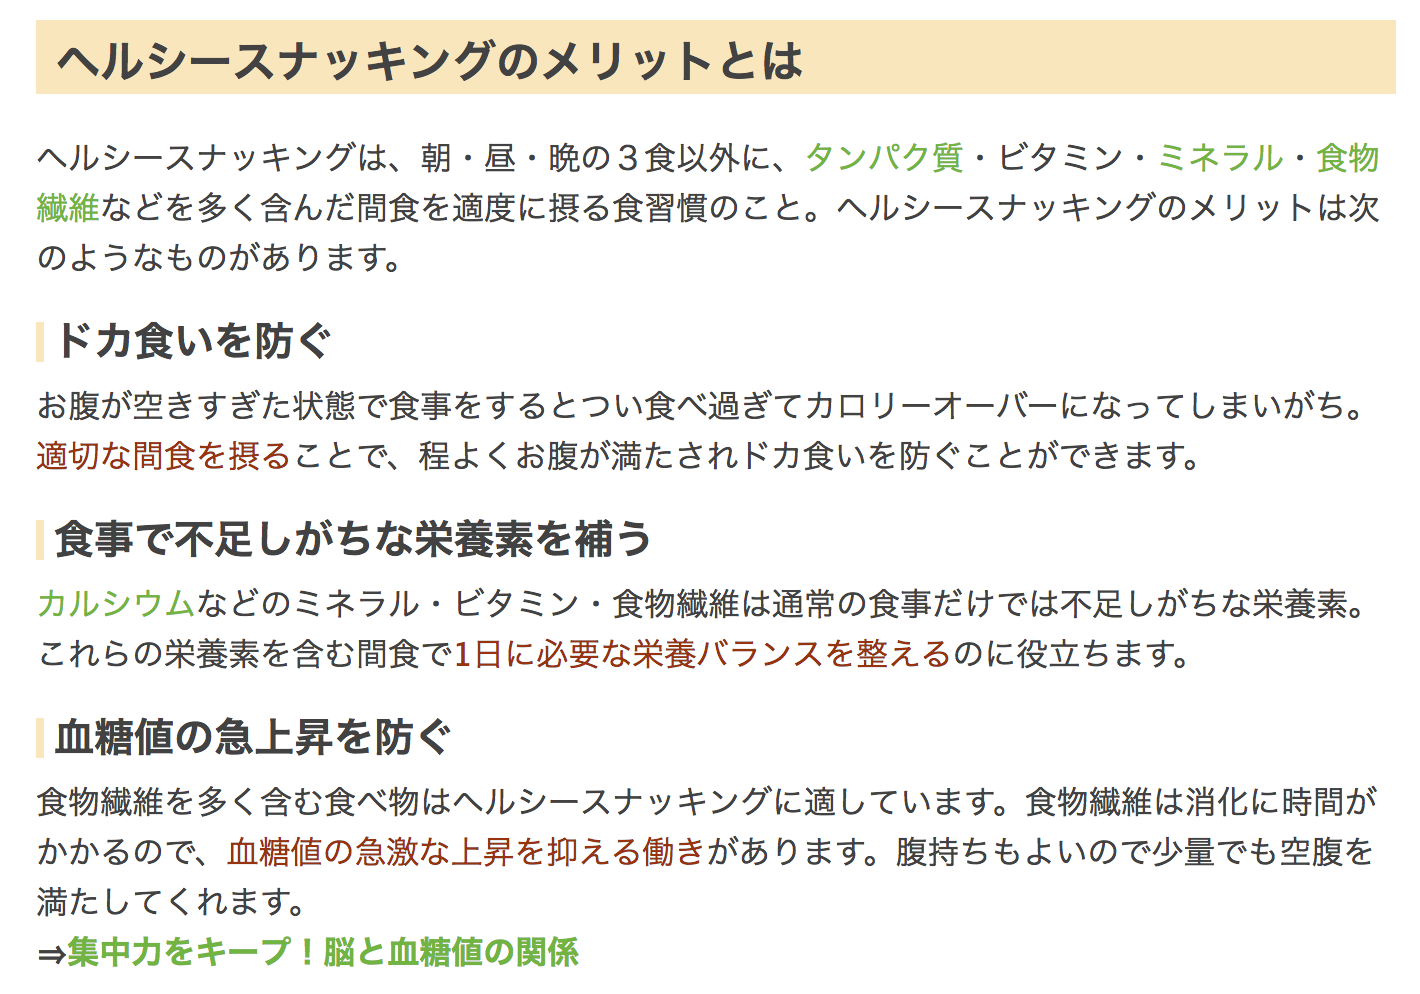 ヘルシースナッキングのメリットとは
ヘルシースナッキングは、朝・昼・晩の３食以外に、タンパク質・ビタミン・ミネラル・食物
繊維などを多く含んだ間食を適度に摂る食習慣のこと。ヘルシースナッキングのメリットは次
のようなものがあります。
ドカ食いを防ぐ
お腹が空きすぎた状態で食事をするとつい食べ過ぎてカロリーオーバーになってしまいがち。
適切な間食を摂ることで、程よくお腹が満たされドカ食いを防ぐことができます。
食事で不足しがちな栄養素を補う
カルシウムなどのミネラル・ビタミン・食物繊維は通常の食事だけでは不足しがちな栄養素。
これらの栄養素を含む間食で1日に必要な栄養バランスを整えるのに役立ちます。
血糖値の急上昇を防ぐ
食物繊維を多く含む食べ物はヘルシースナッキングに適しています。食物繊維は消化に時間が
かかるので、血糖値の急激な上昇を抑える働きがあります。腹持ちもよいので少量でも空腹を
満たしてくれます。
⇒集中力をキープ！脳と血糖値の関係